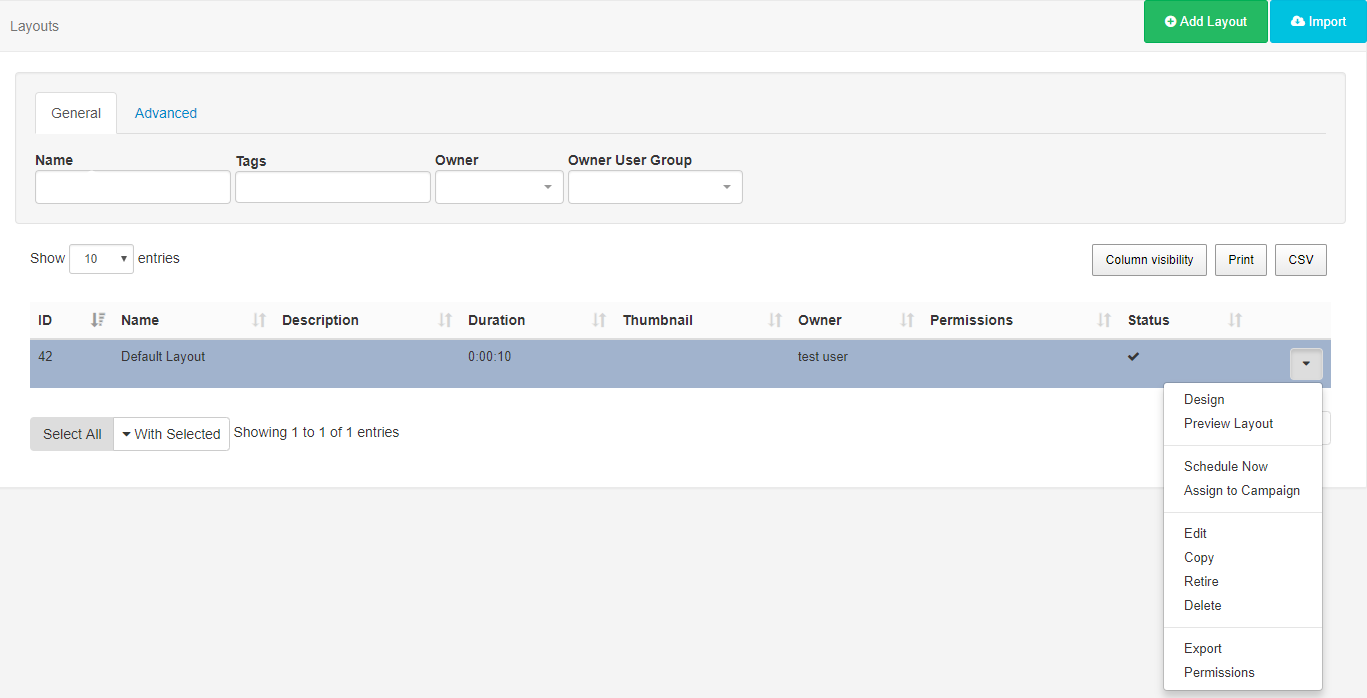 Layouts
Add Layout
Import
General
Advanced
Name
Tags
Owner
Owner User Group
Show 10 entries
Column visibility
Print
CSV
ID Name Description Duration Thumbnail Owner Permissions Status
42 Default Layout 0:00:10 test user
Select All
With Selected
Showing 1 to 1 of 1 entries
Design
Preview Layout
Schedule Now
Assign to Campaign
Edit
Copy
Retire
Delete
Export
Permissions